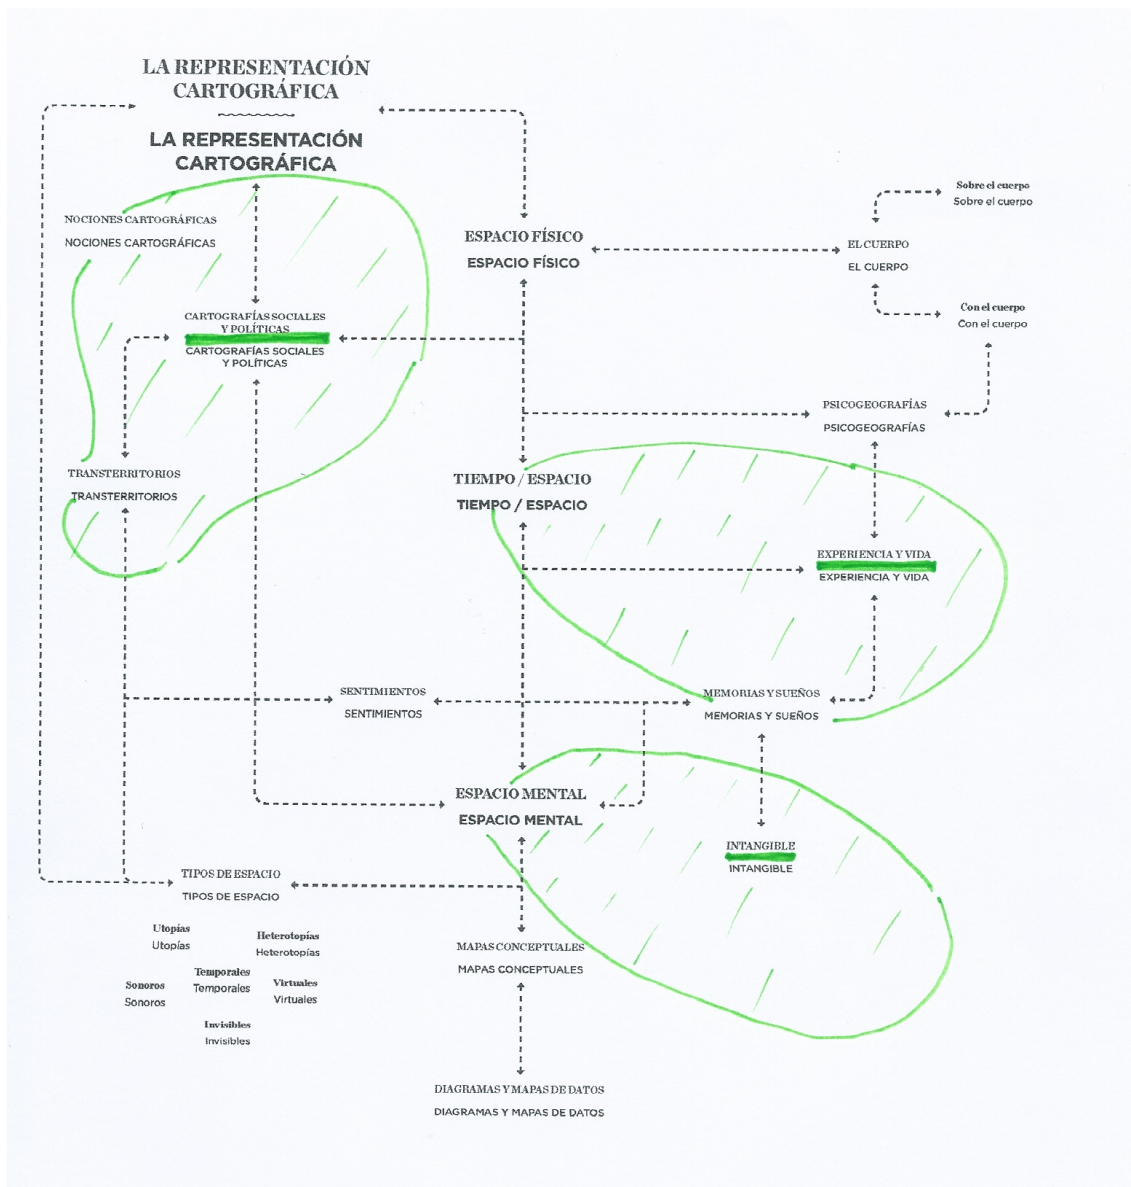 LA REPRESENTACIÓN
CARTOGRÁFICA
LA REPRESENTACIÓN
CARTOGRÁFICA
NOCIONES CARTOGRÁFICAS
NOCIONES CARTOGRÁFICAS
ESPACIO FÍSICO
ESPACIO FÍSICO
Sobre el cuerpo
Sobre el cuerpo
EL CUERPO
EL CUERPO
Con el cuerpo
Con el cuerpo
CARTOGRAFÍAS SOCIALES
Y POLÍTICAS
CARTOGRAFÍAS SOCIALES
Y POLÍTICAS
PSICOGEOGRAFÍAS
PSICOGEOGRAFÍAS
TRANSTERRITORIOS
TRANSTERRITORIOS
TIEMPO / ESPACIO
TIEMPO / ESPACIO
EXPERIENCIA Y VIDA
EXPERIENCIA Y VIDA
SENTIMIENTOS
SENTIMIENTOS
MEMORIAS Y SUEÑOS
MEMORIAS Y SUEÑOS
ESPACIO MENTAL
ESPACIO MENTAL
INTANGIBLE
INTANGIBLE
TIPOS DE ESPACIO
TIPOS DE ESPACIO
Utopías
Utopías
Heterotopías
Heterotopías
Temporales
Temporales
Sonoros
Sonoros
Virtuales
Virtuales
Invisibles
Invisibles
MAPAS CONCEPTUALES
MAPAS CONCEPTUALES
DIAGRAMAS Y MAPAS DE DATOS
DIAGRAMAS Y MAPAS DE DATOS